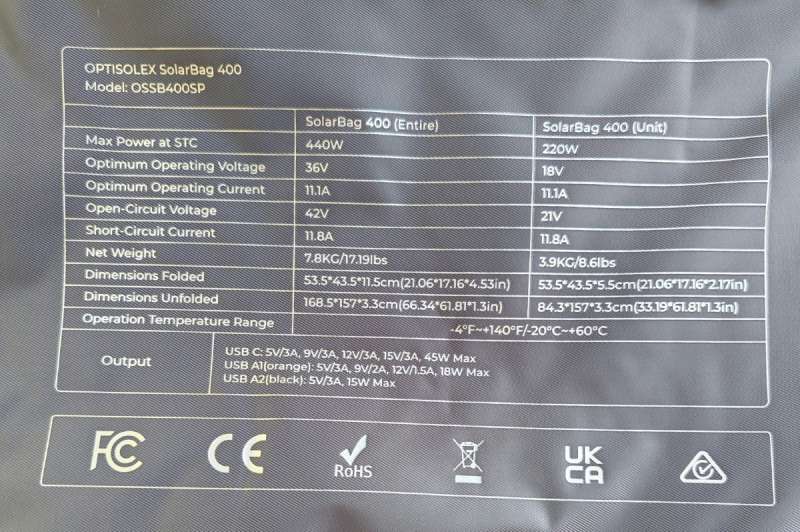 OPTISOLEX SolarBag 400
Model: OSSB400SP
SolarBag 400 (Entire) SolarBag 400 (Unit)
Max Power at STC 440W 220W
Optimum Operating Voltage 36V 18V
Optimum Operating Current 11.1A 11.1A
Open-Circuit Voltage 42V 21V
Short-Circuit Current 11.8A 11.8A
Net Weight 7.8KG/17.19lbs 3.9KG/8.6lbs
Dimensions Folded 53.5*43.5*11.5cm(21.06*17.16*4.53in) 53.5*43.5*5.5cm(21.06*17.16*2.17in)
Dimensions Unfolded 168.5*157*3.3cm(66.34*61.81*1.3in) 84.3*157*3.3cm(33.19*61.81*1.3in)
Operation Temperature Range -4°F~+140°F/-20°C~+60°C
Output
USB C: 5V/3A, 9V/3A, 12V/3A, 15V/3A, 45W Max
USB A1(orange): 5V/3A, 9V/2A, 12V/1.5A, 18W Max
USB A2(black): 5V/3A, 15W Max
FC CE RoHS UK CA